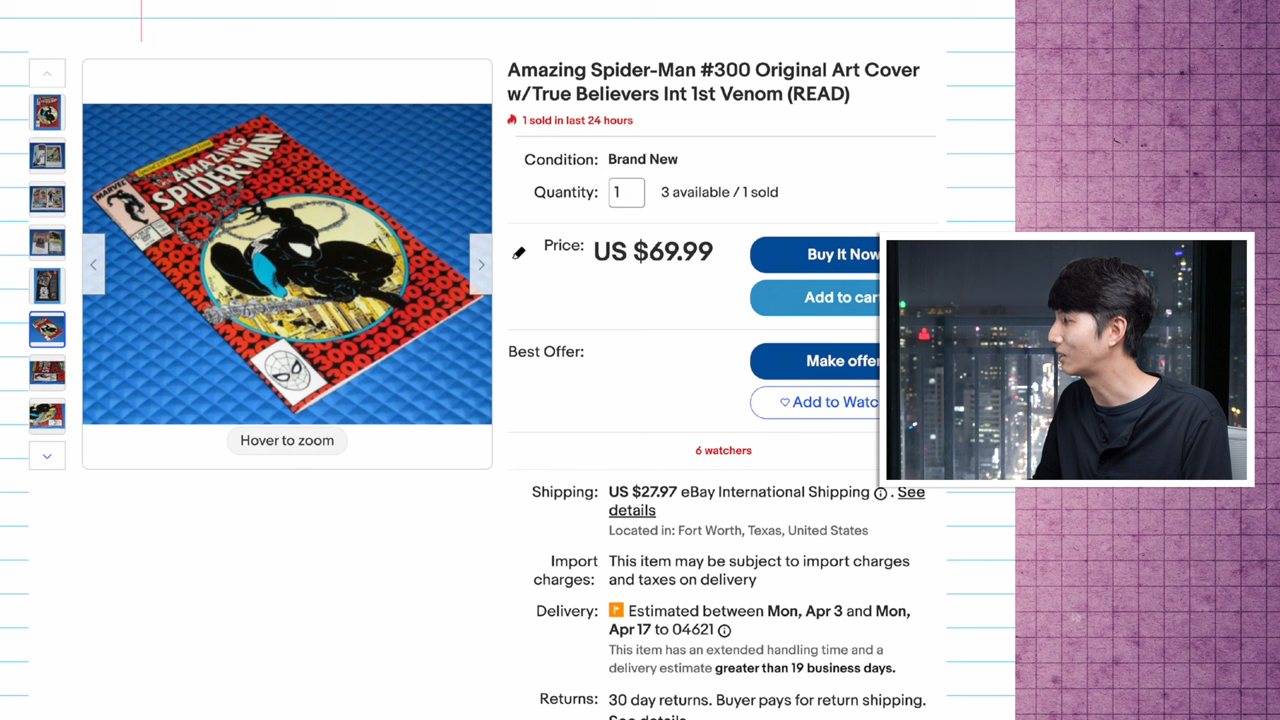 Amazing Spider-Man #300 Original Art Cover
w/True Believers Int 1st Venom (READ)
1 sold in last 24 hours
Condition: Brand New
Quantity: 1 3 available / 1 sold
Price: US $69.99
Buy It Now
Add to car
Best Offer:
Make offer
Add to Watc
6 watchers
MARVEL
THE AMAZING
SPIDER-MAN
300
Hover to zoom
Shipping: US $27.97 eBay International Shipping . See
details
Located in: Fort Worth, Texas, United States
Import
charges:
This item may be subject to import charges
and taxes on delivery
Delivery: Estimated between Mon, Apr 3 and Mon,
Apr 17 to 04621
This item has an extended handling time and a
delivery estimate greater than 19 business days.
Returns: 30 day returns. Buyer pays for return shipping.
See details